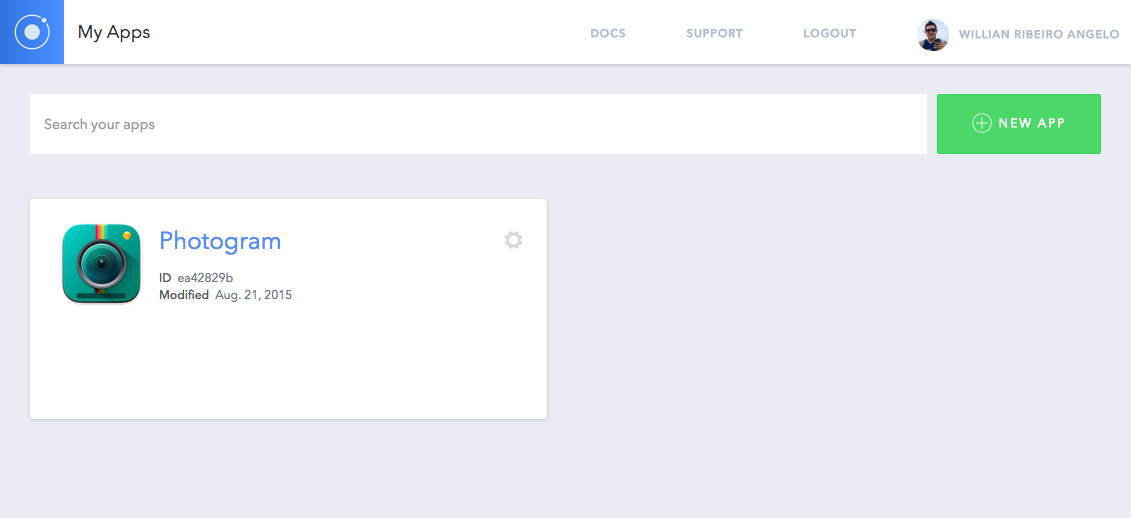 My Apps
DOCS
SUPPORT
LOGOUT
WILLIAN RIBEIRO ANGELO
Search your apps
NEW APP
Photogram
ID ea42829b
Modified Aug. 21, 2015